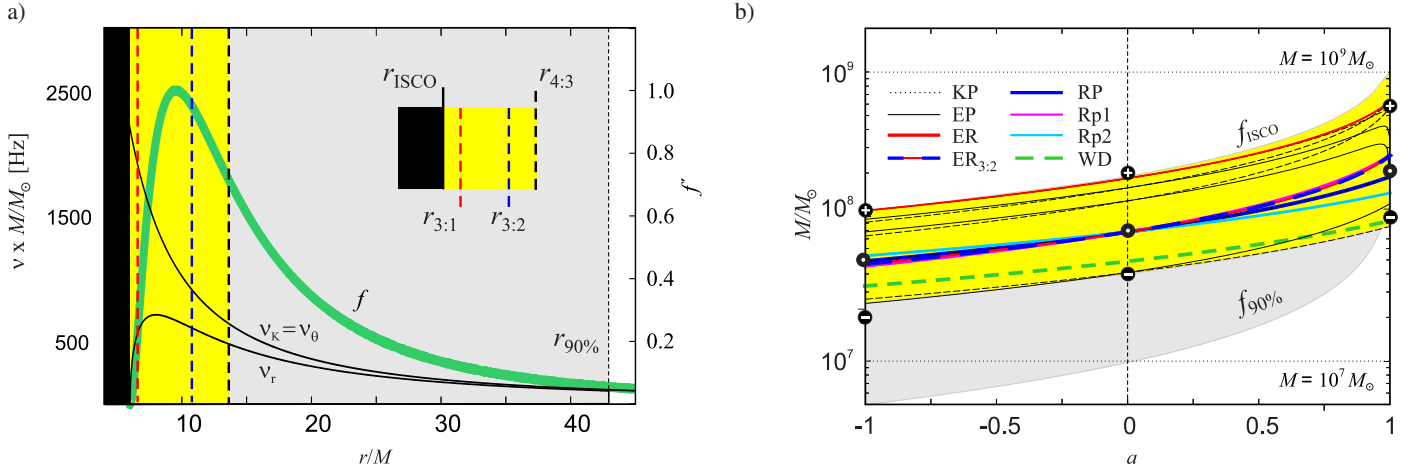 a)
ν x M/M⊙ [Hz]
2500
1500
500
10
20
30
40
r/M
1.0
0.8
0.6
0.4
0.2
f
r_ISCO
r_4:3
r_3:1
r_3:2
f
ν_K = ν_θ
ν_r
r_90%
b)
M/M⊙
10^9
10^8
10^7
-1
-0.5
0
0.5
1
a
M = 10^9 M⊙
KP
EP
ER
ER_3:2
RP
Rp1
Rp2
WD
f_ISCO
f_90%
M = 10^7 M⊙